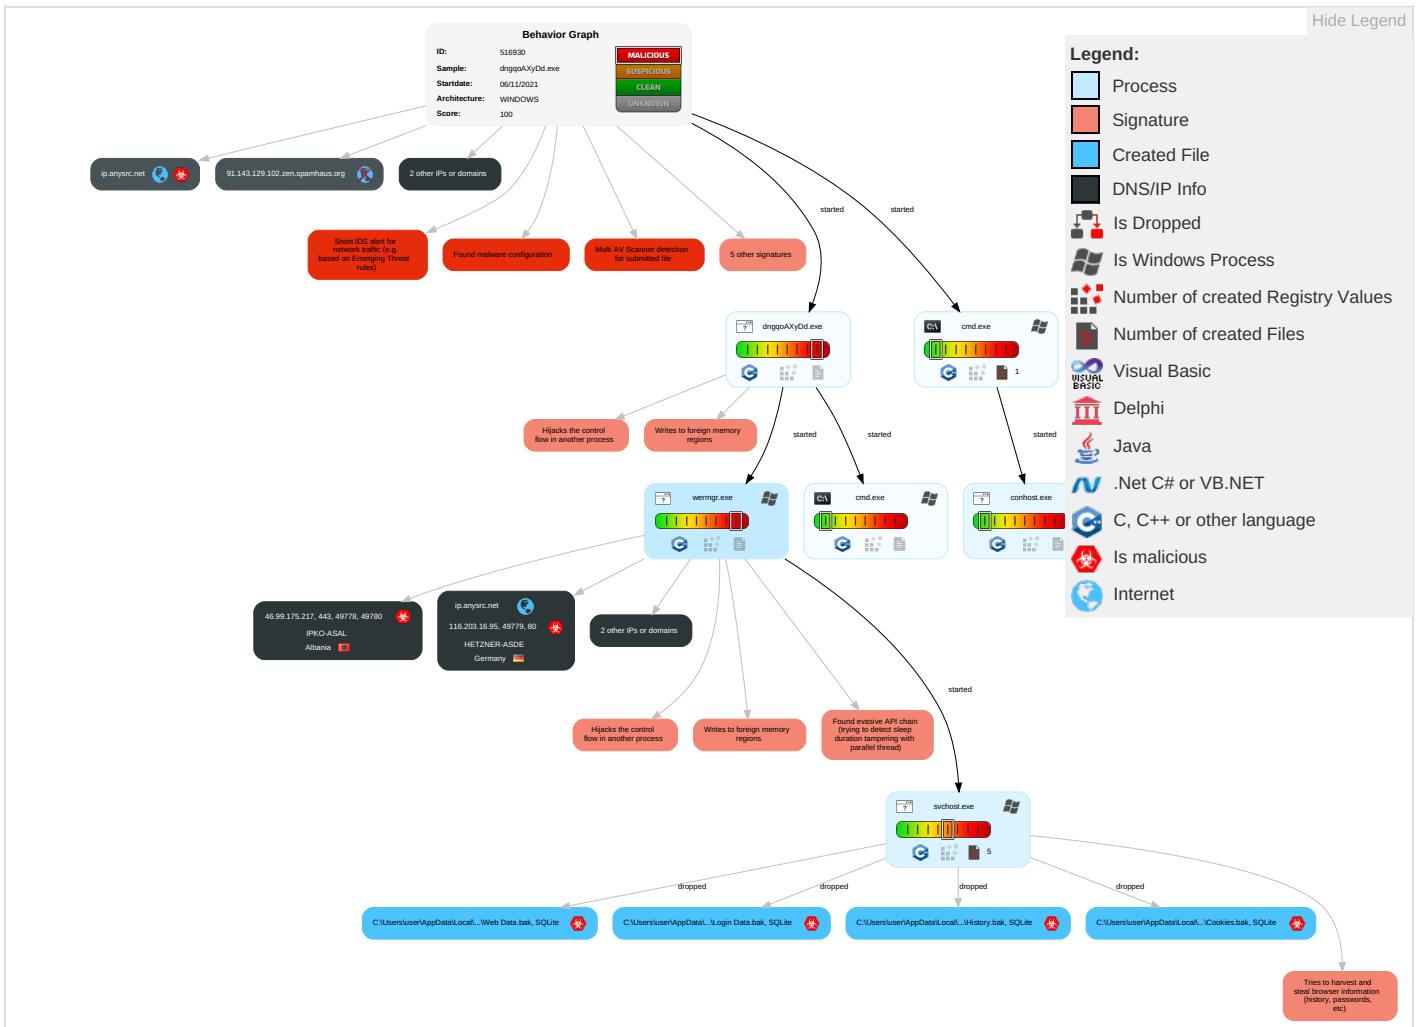 Hide Legend
Behavior Graph
ID: 516930
Sample: dngqoAXyDd.exe
Startdate: 06/11/2021
Architecture: WINDOWS
Score: 100
MALICIOUS
SUSPICIOUS
CLEAN
UNKNOWN
Legend:
Process
Signature
Created File
DNS/IP Info
Is Dropped
Is Windows Process
Number of created Registry Values
Number of created Files
VISUAL
BASIC
Visual Basic
Delphi
Java
.Net C# or VB.NET
C, C++ or other language
Is malicious
Internet
ip.anysrc.net
91.143.129.102.zen.spamhaus.org
2 other IPs or domains
started
started
Snort IDS alert for
network traffic (e.g.
based on Emerging Threat
rules)
Found malware configuration
Multi AV Scanner detection
for submitted file
5 other signatures
dngqoAXyDd.exe
C:\
cmd.exe
1
Hijacks the control
flow in another process
Writes to foreign memory
regions
started
started
started
wermgr.exe
C:\
cmd.exe
conhost.exe
46.99.175.217, 443, 49778, 49780
IPKO-ASAL
Albania
ip.anysrc.net
116.203.16.95, 49779, 80
HETZNER-ASDE
Germany
2 other IPs or domains
started
Hijacks the control
flow in another process
Writes to foreign memory
regions
Found evasive API chain
(trying to detect sleep
duration tampering with
parallel thread)
svchost.exe
5
dropped
dropped
dropped
dropped
C:\Users\user\AppData\Local\...\Web Data.bak, SQLite
C:\Users\user\AppData\...\Login Data.bak, SQLite
C:\Users\user\AppData\Local\...\History.bak, SQLite
C:\Users\user\AppData\Local\...\Cookies.bak, SQLite
Tries to harvest and
steal browser information
(history, passwords,
etc)